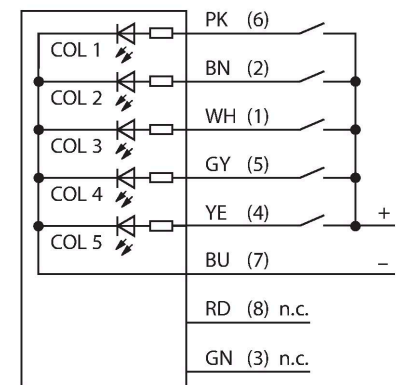 PK (6)
COL 1
BN (2)
COL 2
WH (1)
COL 3
GY (5)
COL 4
YE (4)
+
COL 5
BU (7)
–
RD (8) n.c.
GN (3) n.c.